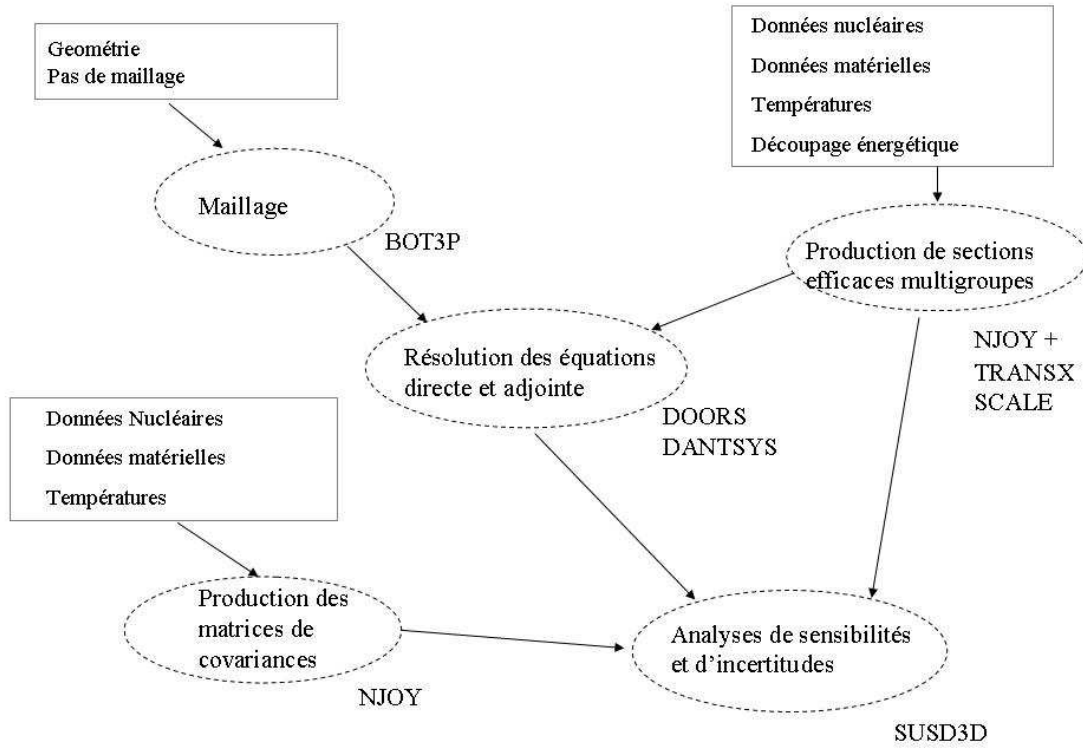 Geométrie
Pas de maillage
Données nucléaires
Données matérielles
Températures
Découpage énergétique
Maillage
BOT3P
Production de sections
efficaces multigroupes
NJOY +
TRANSX
SCALE
Résolution des équations
directe et adjointe
DOORS
DANTSYS
Données Nucléaires
Données matérielles
Températures
Production des
matrices de
covariances
NJOY
Analyses de sensibilités
et d’incertitudes
SUSD3D